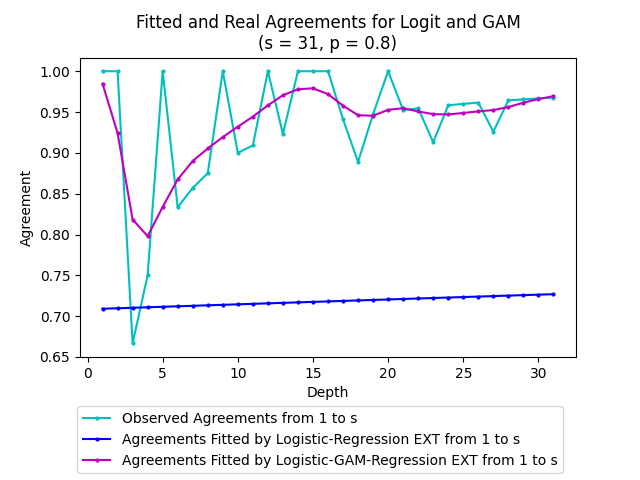 Fitted and Real Agreements for Logit and GAM
(s = 31, p = 0.8)
1.00
0.95
0.90
0.85
0.80
0.75
0.70
0.65
Agreement
0 5 10 15 20 25 30
Depth
Observed Agreements from 1 to s
Agreements Fitted by Logistic-Regression EXT from 1 to s
Agreements Fitted by Logistic-GAM-Regression EXT from 1 to s